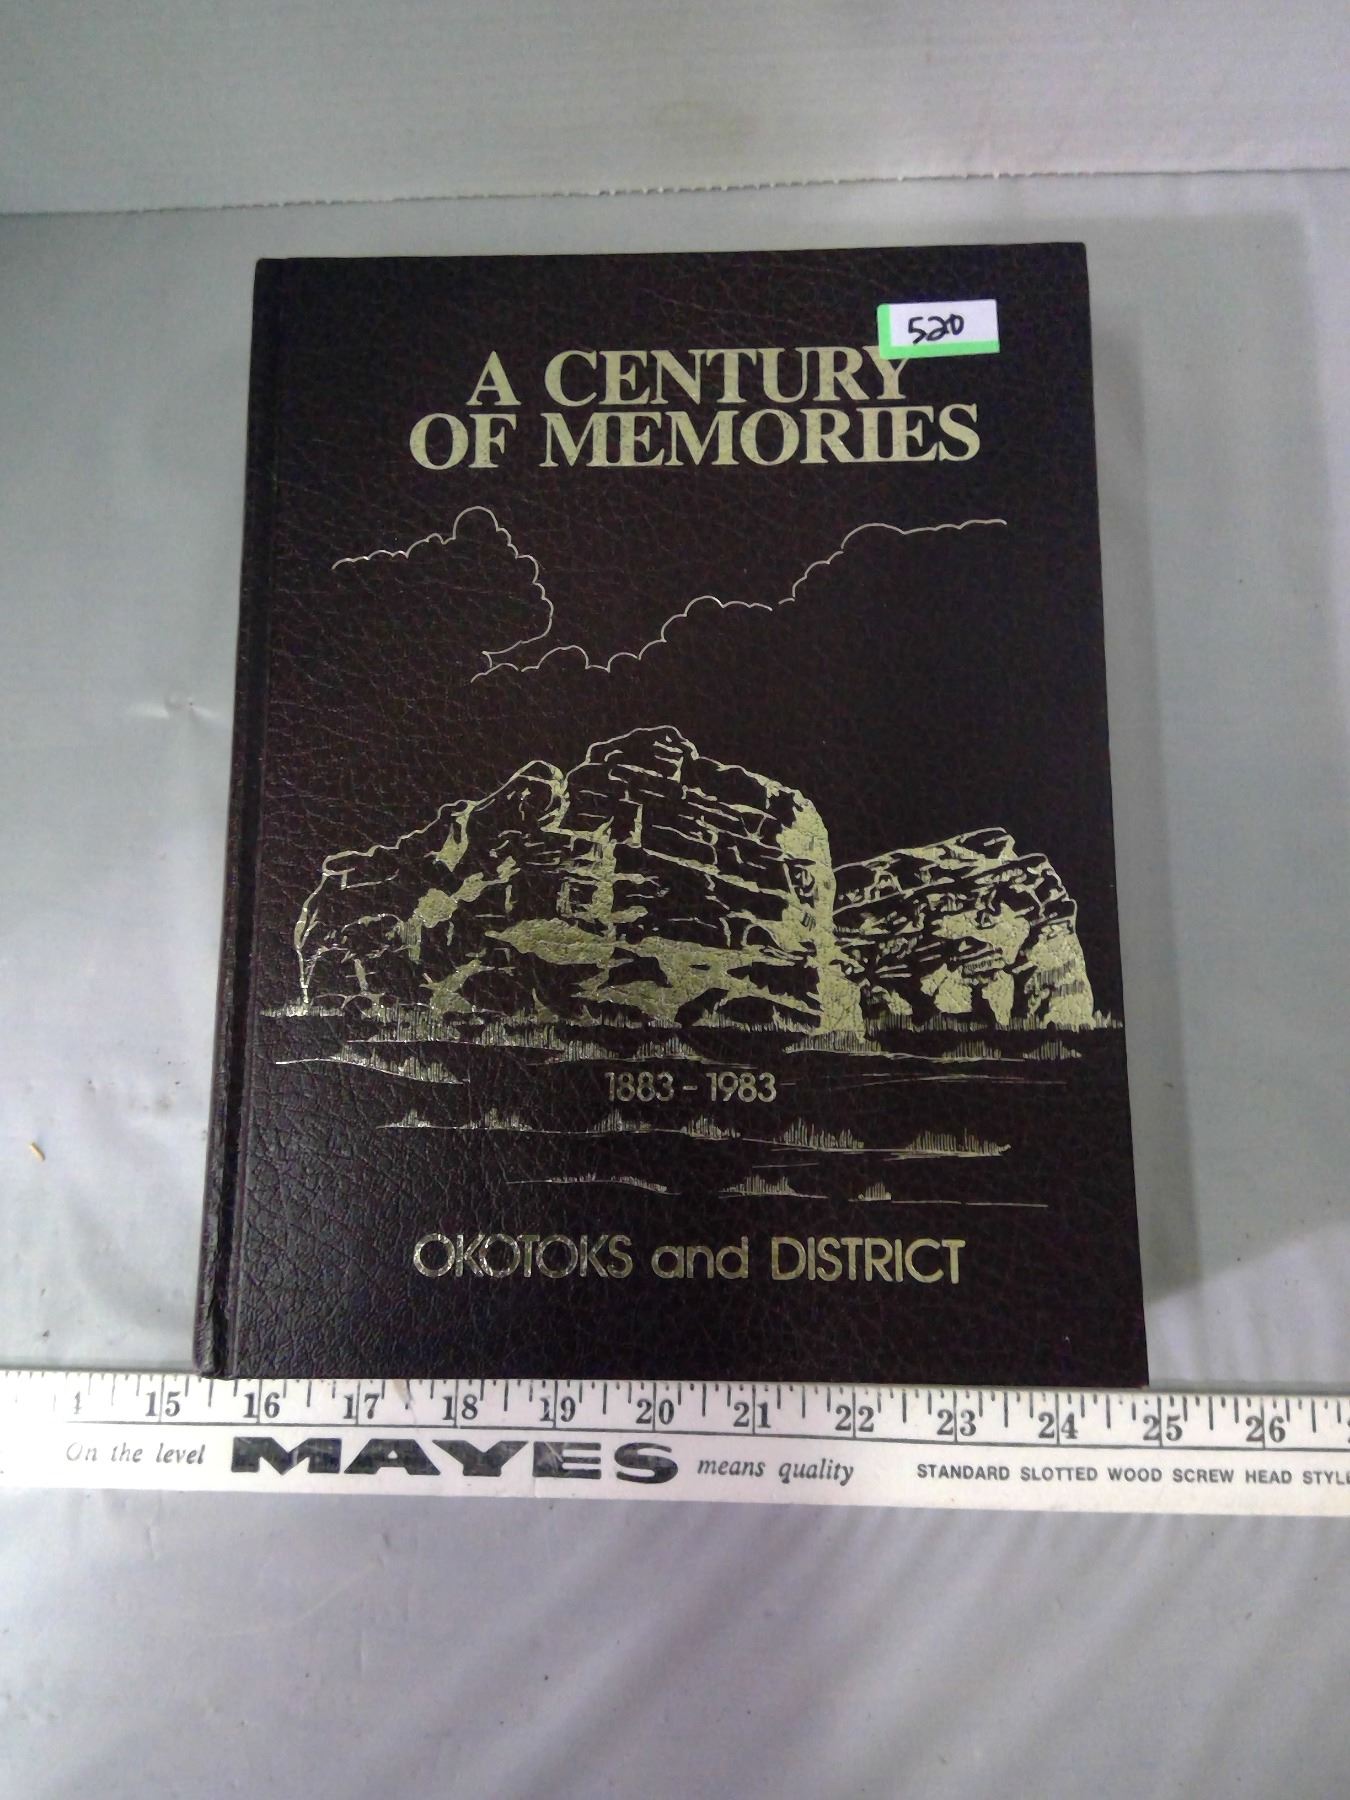 520
A CENTURY
OF MEMORIES
1883 - 1983
OKOTOKS and DISTRICT
15 16 17 18 19 20 21 22 23 24 25 26
On the level MAYES means quality STANDARD SLOTTED WOOD SCREW HEAD STYLE